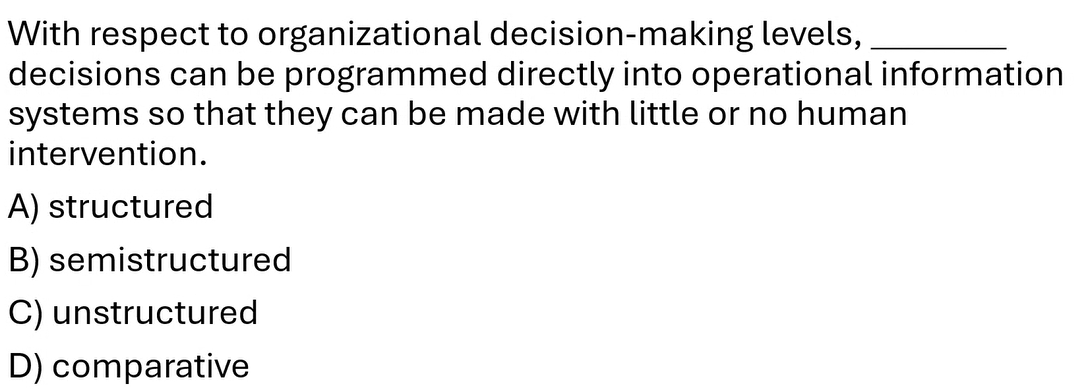 With respect to organizational decision-making levels, ________
decisions can be programmed directly into operational information
systems so that they can be made with little or no human
intervention.
A) structured
B) semistructured
C) unstructured
D) comparative